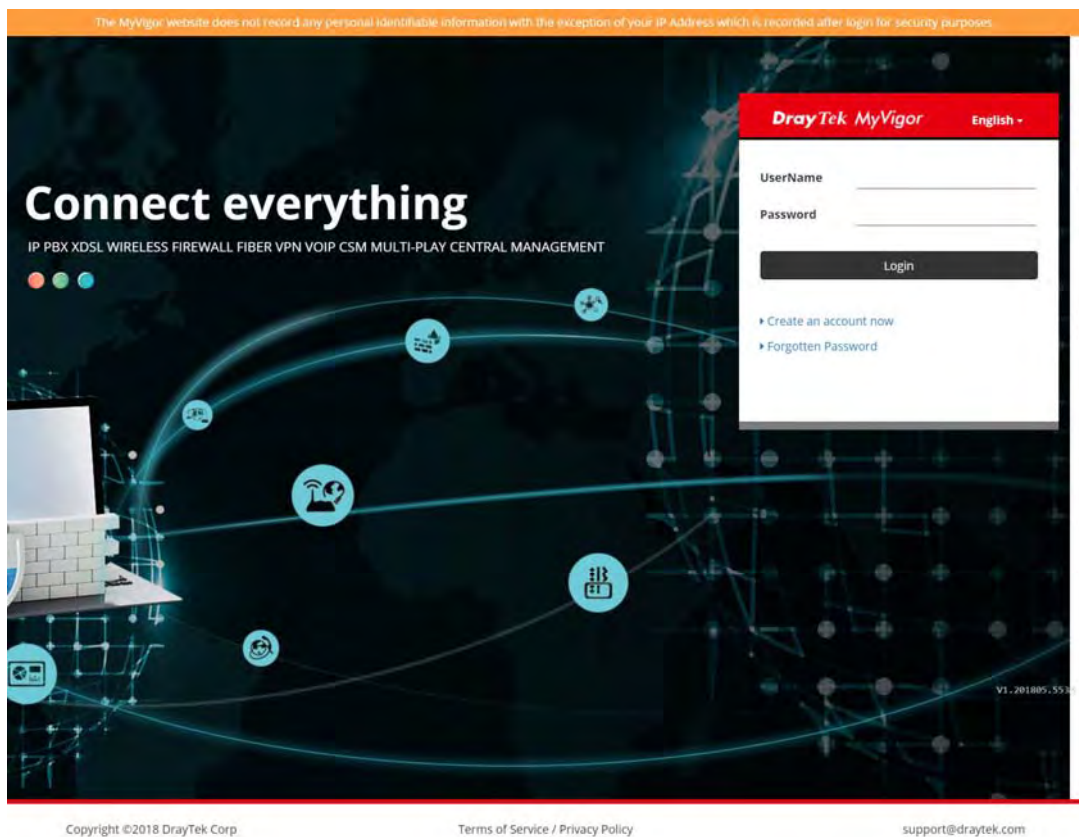 The MyVigor website does not record any personal identifiable information with the exception of your IP Address which is recorded after login for security purposes
DrayTek MyVigor
English
UserName
Password
Login
Create an account now
Forgotten Password
Connect everything
IP PBX XDSL WIRELESS FIREWALL FIBER VPN VOIP CSM MULTI-PLAY CENTRAL MANAGEMENT
Copyright ©2018 DrayTek Corp
Terms of Service / Privacy Policy
support@draytek.com